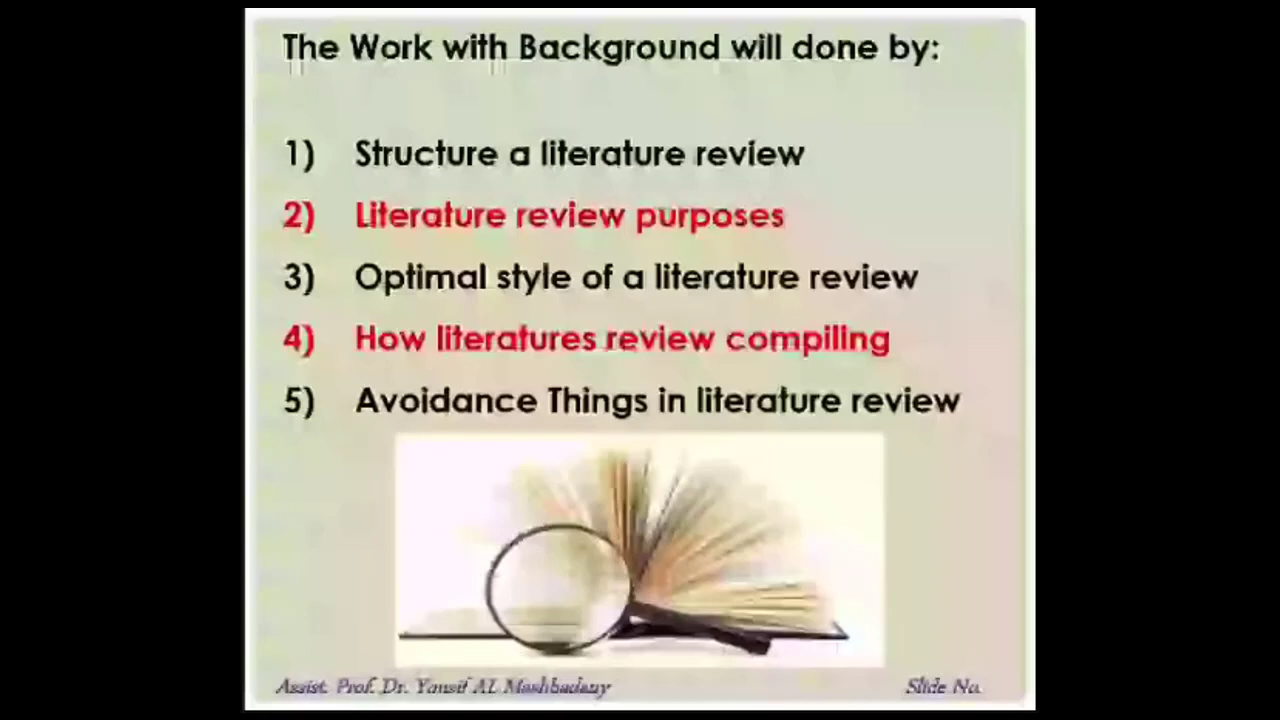 The Work with Background will done by:
1) Structure a literature review
2) Literature review purposes
3) Optimal style of a literature review
4) How literatures review compiling
5) Avoidance Things in literature review
Assist. Prof. Dr. Yousif AL Mashhadany
Slide No.